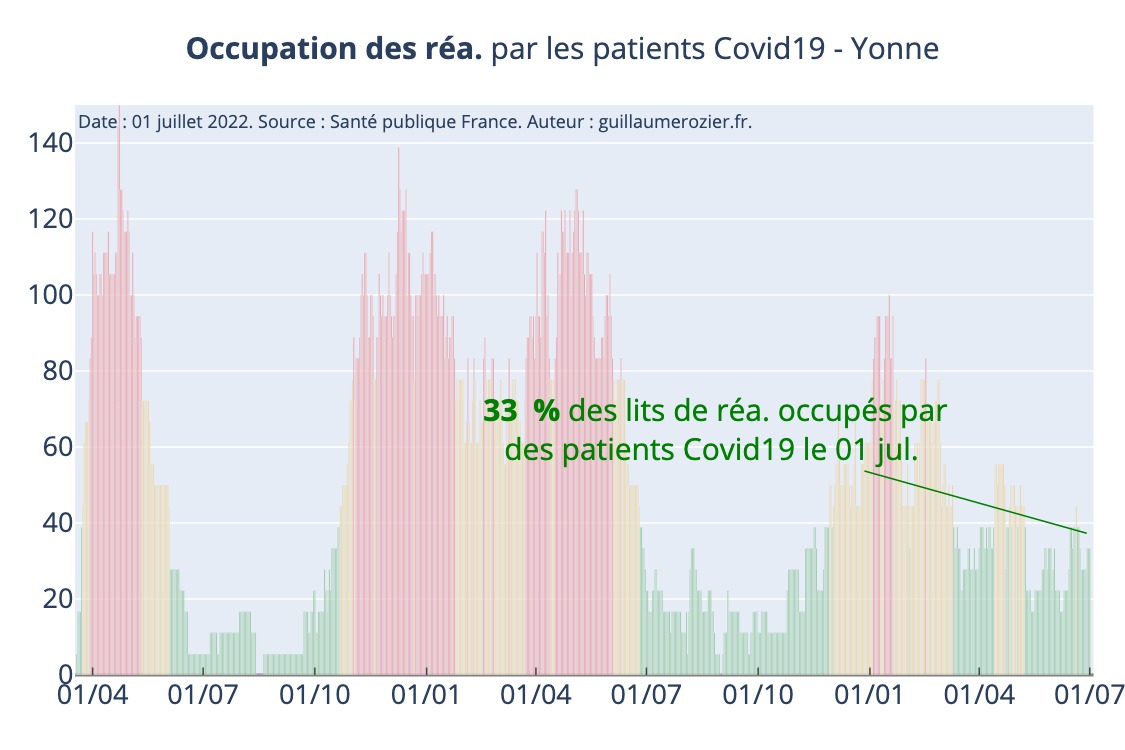 Occupation des réa. par les patients Covid19 - Yonne
Date : 01 juillet 2022. Source : Santé publique France. Auteur : guillaumerozier.fr.
140
120
100
80
60
40
20
0
33 % des lits de réa. occupés par
des patients Covid19 le 01 jul.
01/04 01/07 01/10 01/01 01/04 01/07 01/10 01/01 01/04 01/07